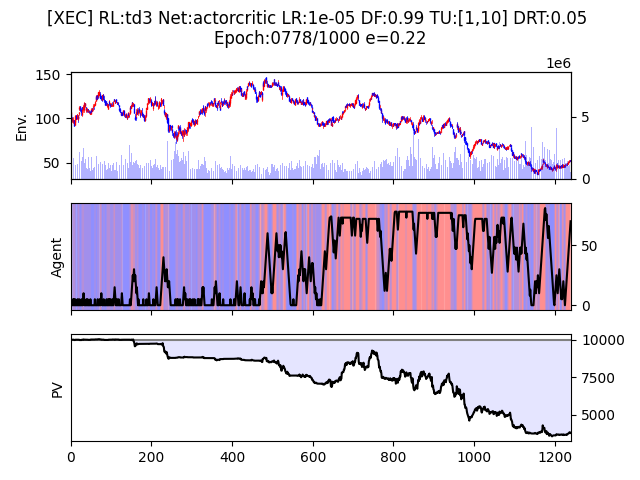 [XEC] RL:td3 Net:actorcritic LR:1e-05 DF:0.99 TU:[1,10] DRT:0.05
Epoch:0778/1000 e=0.22
1e6
150
100
50
Env.
5
0
Agent
50
0
PV
10000
7500
5000
0 200 400 600 800 1000 1200